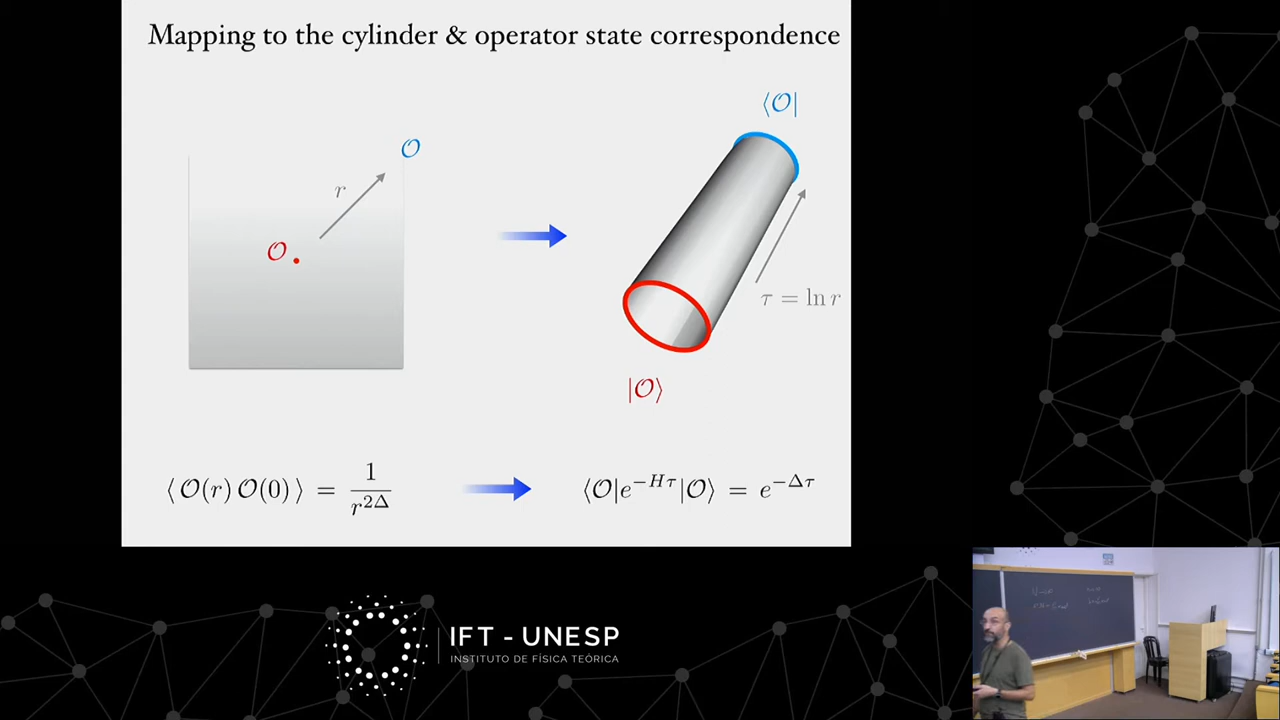 Mapping to the cylinder & operator state correspondence
⟨𝒪|
𝒪
r
𝒪
τ = ln r
|𝒪⟩
⟨ 𝒪(r) 𝒪(0) ⟩ = 1/r^{2Δ}
⟨𝒪|e^{−Hτ}|𝒪⟩ = e^{−Δτ}
IFT - UNESP
INSTITUTO DE FÍSICA TEÓRICA